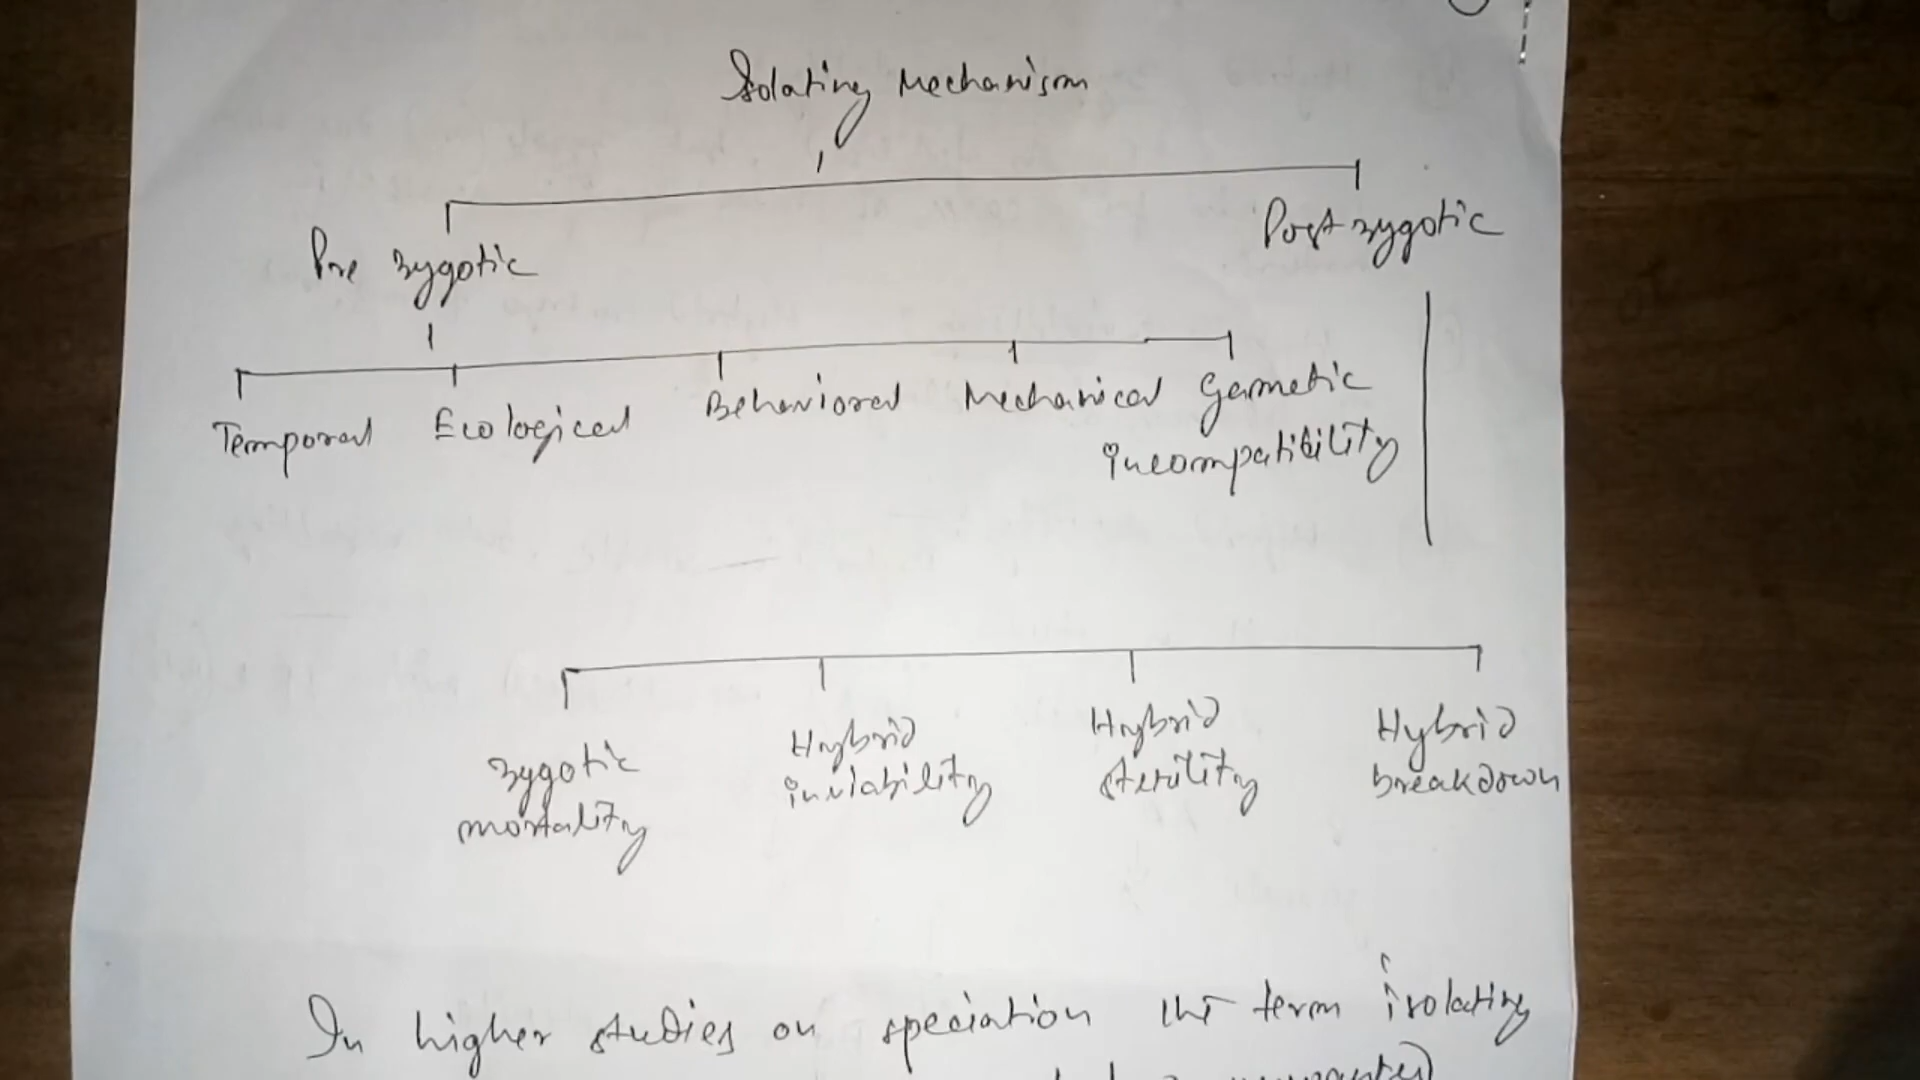 Isolating Mechanism
Pre zygotic
Post zygotic
Temporal Ecological Behavioral Mechanical Gametic
incompatibility
zygotic
mortality
Hybrid
inviability
Hybrid
sterility
Hybrid
breakdown
In higher studies on speciation the term isolating